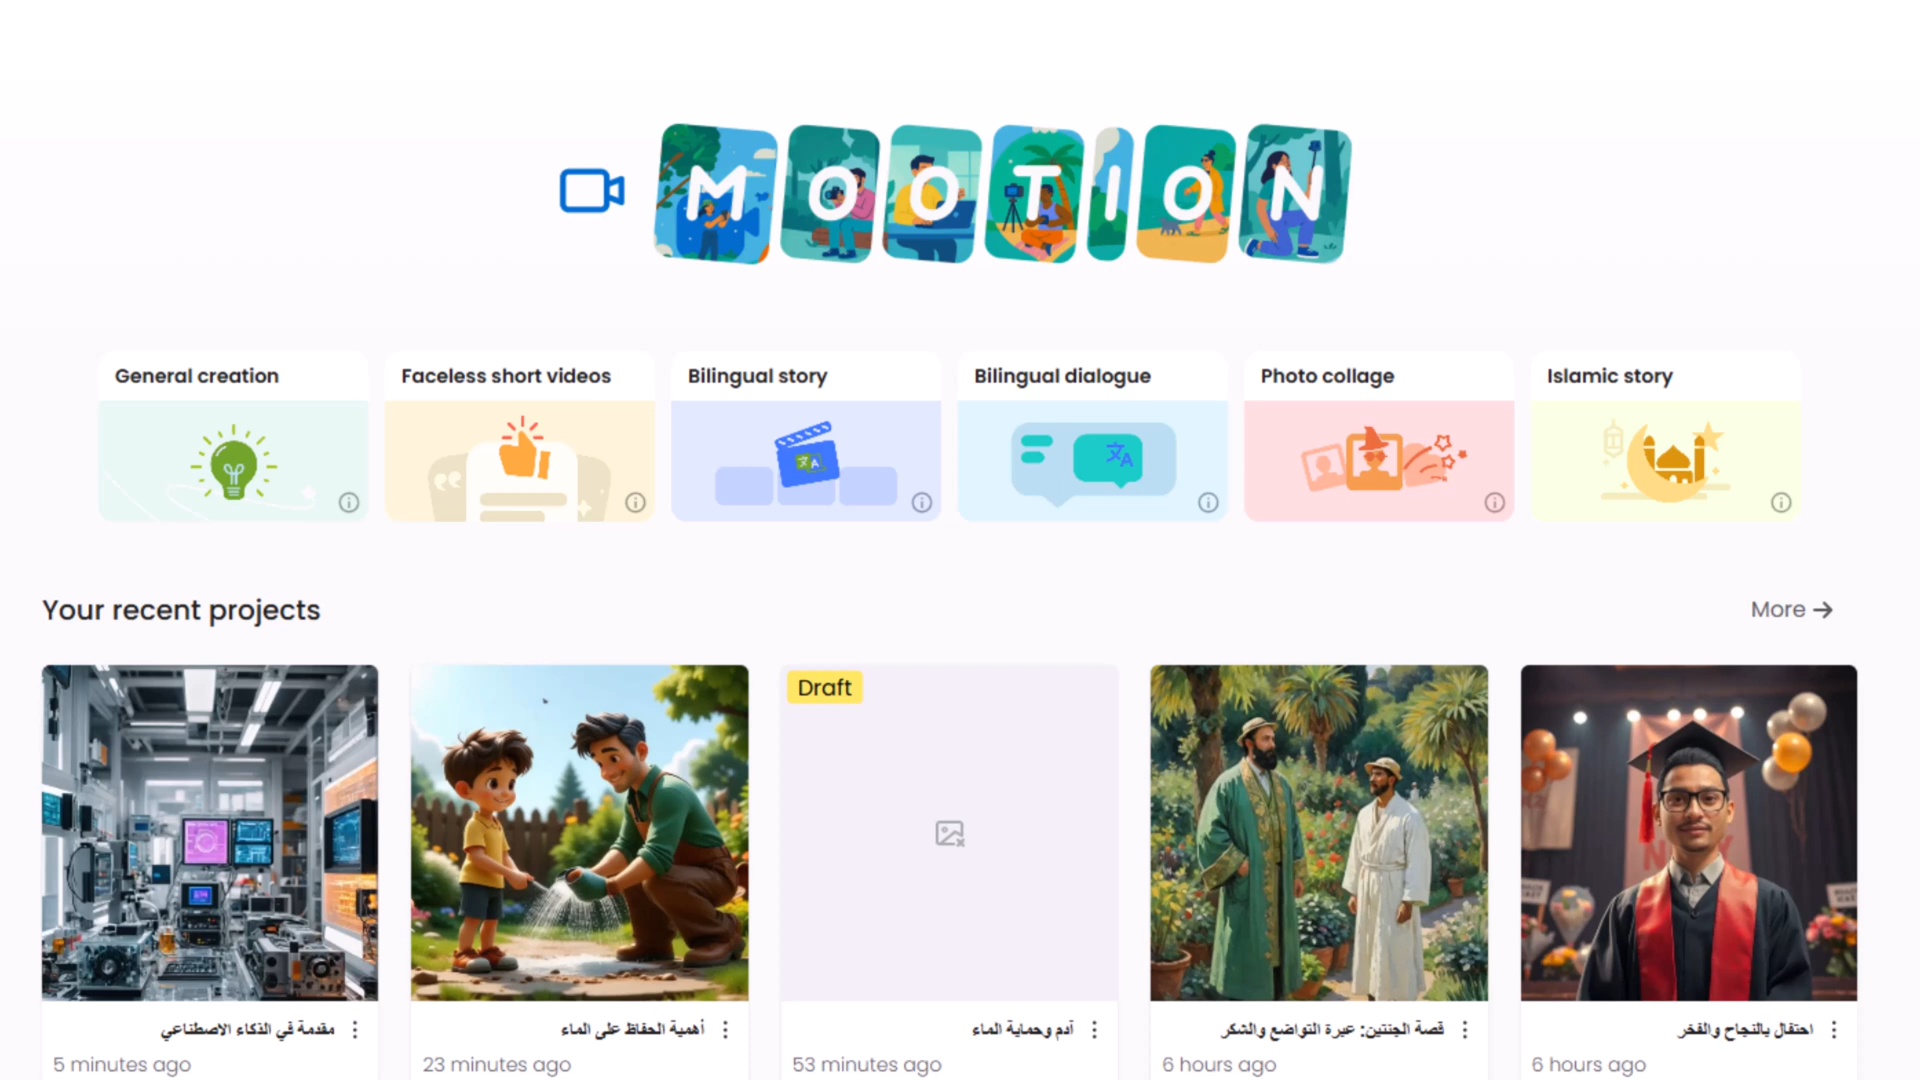 MOOTION
General creation
Faceless short videos
Bilingual story
Bilingual dialogue
Photo collage
Islamic story
Your recent projects
More
Draft
مقدمة في الذكاء الاصطناعي
5 minutes ago
أهمية الحفاظ على الماء
23 minutes ago
آدم وحماية الماء
53 minutes ago
قصة الجنتين: عبرة التواضع والشكر
6 hours ago
احتفال بالنجاح والفخر
6 hours ago